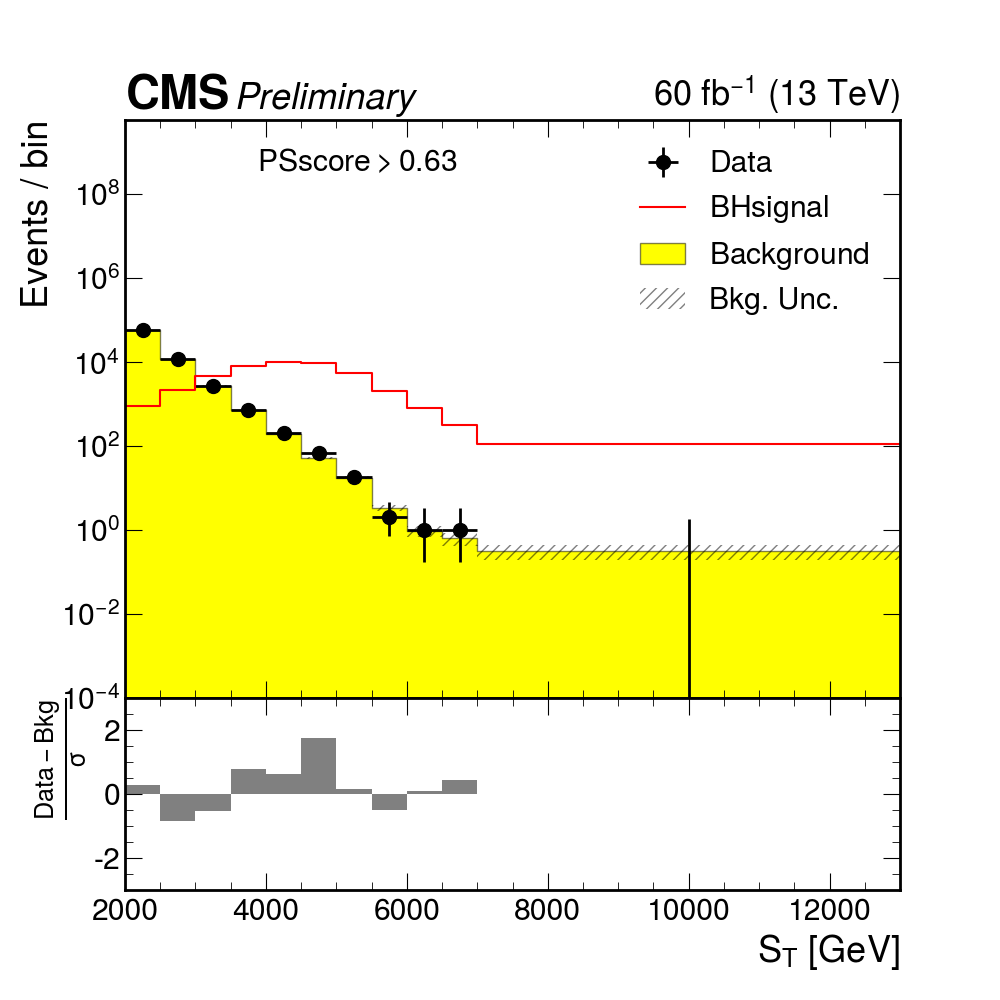 CMS Preliminary
60 fb⁻¹ (13 TeV)
Events / bin
PSscore > 0.63
Data
BHsignal
Background
Bkg. Unc.
10⁸
10⁶
10⁴
10²
10⁰
10⁻²
10⁻⁴
Data – Bkg
σ
2
0
-2
2000 4000 6000 8000 10000 12000
S_T [GeV]